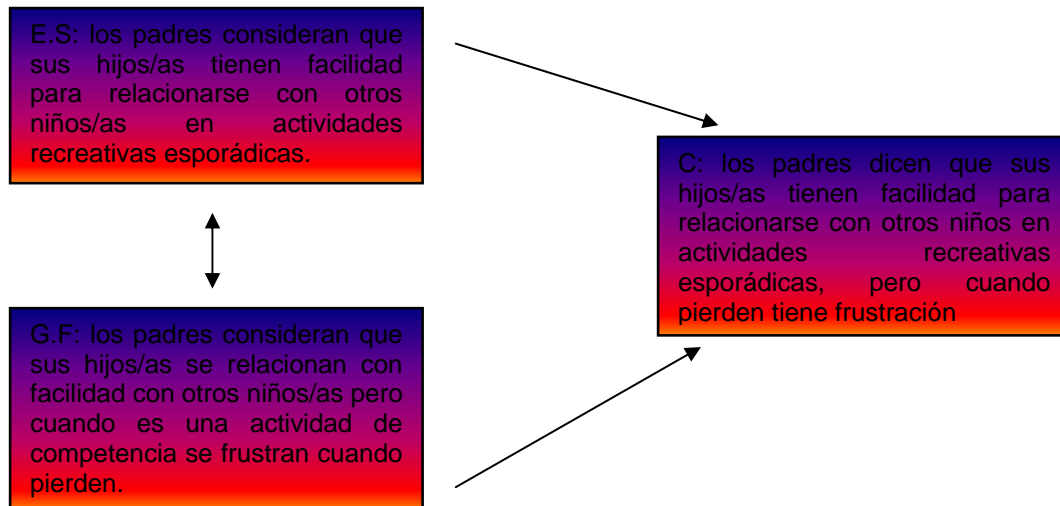 E.S: los padres consideran que
sus hijos/as tienen facilidad
para relacionarse con otros
niños/as en actividades
recreativas esporádicas.
C: los padres dicen que sus
hijos/as tienen facilidad para
relacionarse con otros niños en
actividades recreativas
esporádicas, pero cuando
pierden tiene frustración
G.F: los padres consideran que
sus hijos/as se relacionan con
facilidad con otros niños/as pero
cuando es una actividad de
competencia se frustran cuando
pierden.